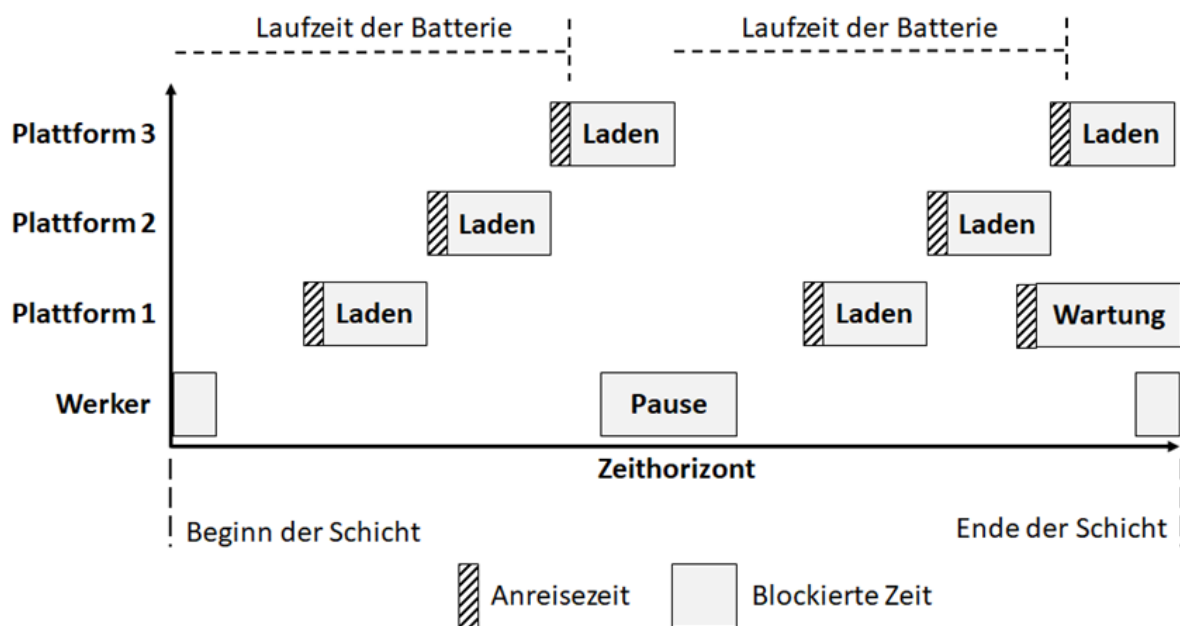 Laufzeit der Batterie
Laufzeit der Batterie
Plattform 3
Laden
Laden
Plattform 2
Laden
Laden
Plattform 1
Laden
Laden
Wartung
Werker
Pause
Zeithorizont
Beginn der Schicht
Ende der Schicht
Anreisezeit
Blockierte Zeit